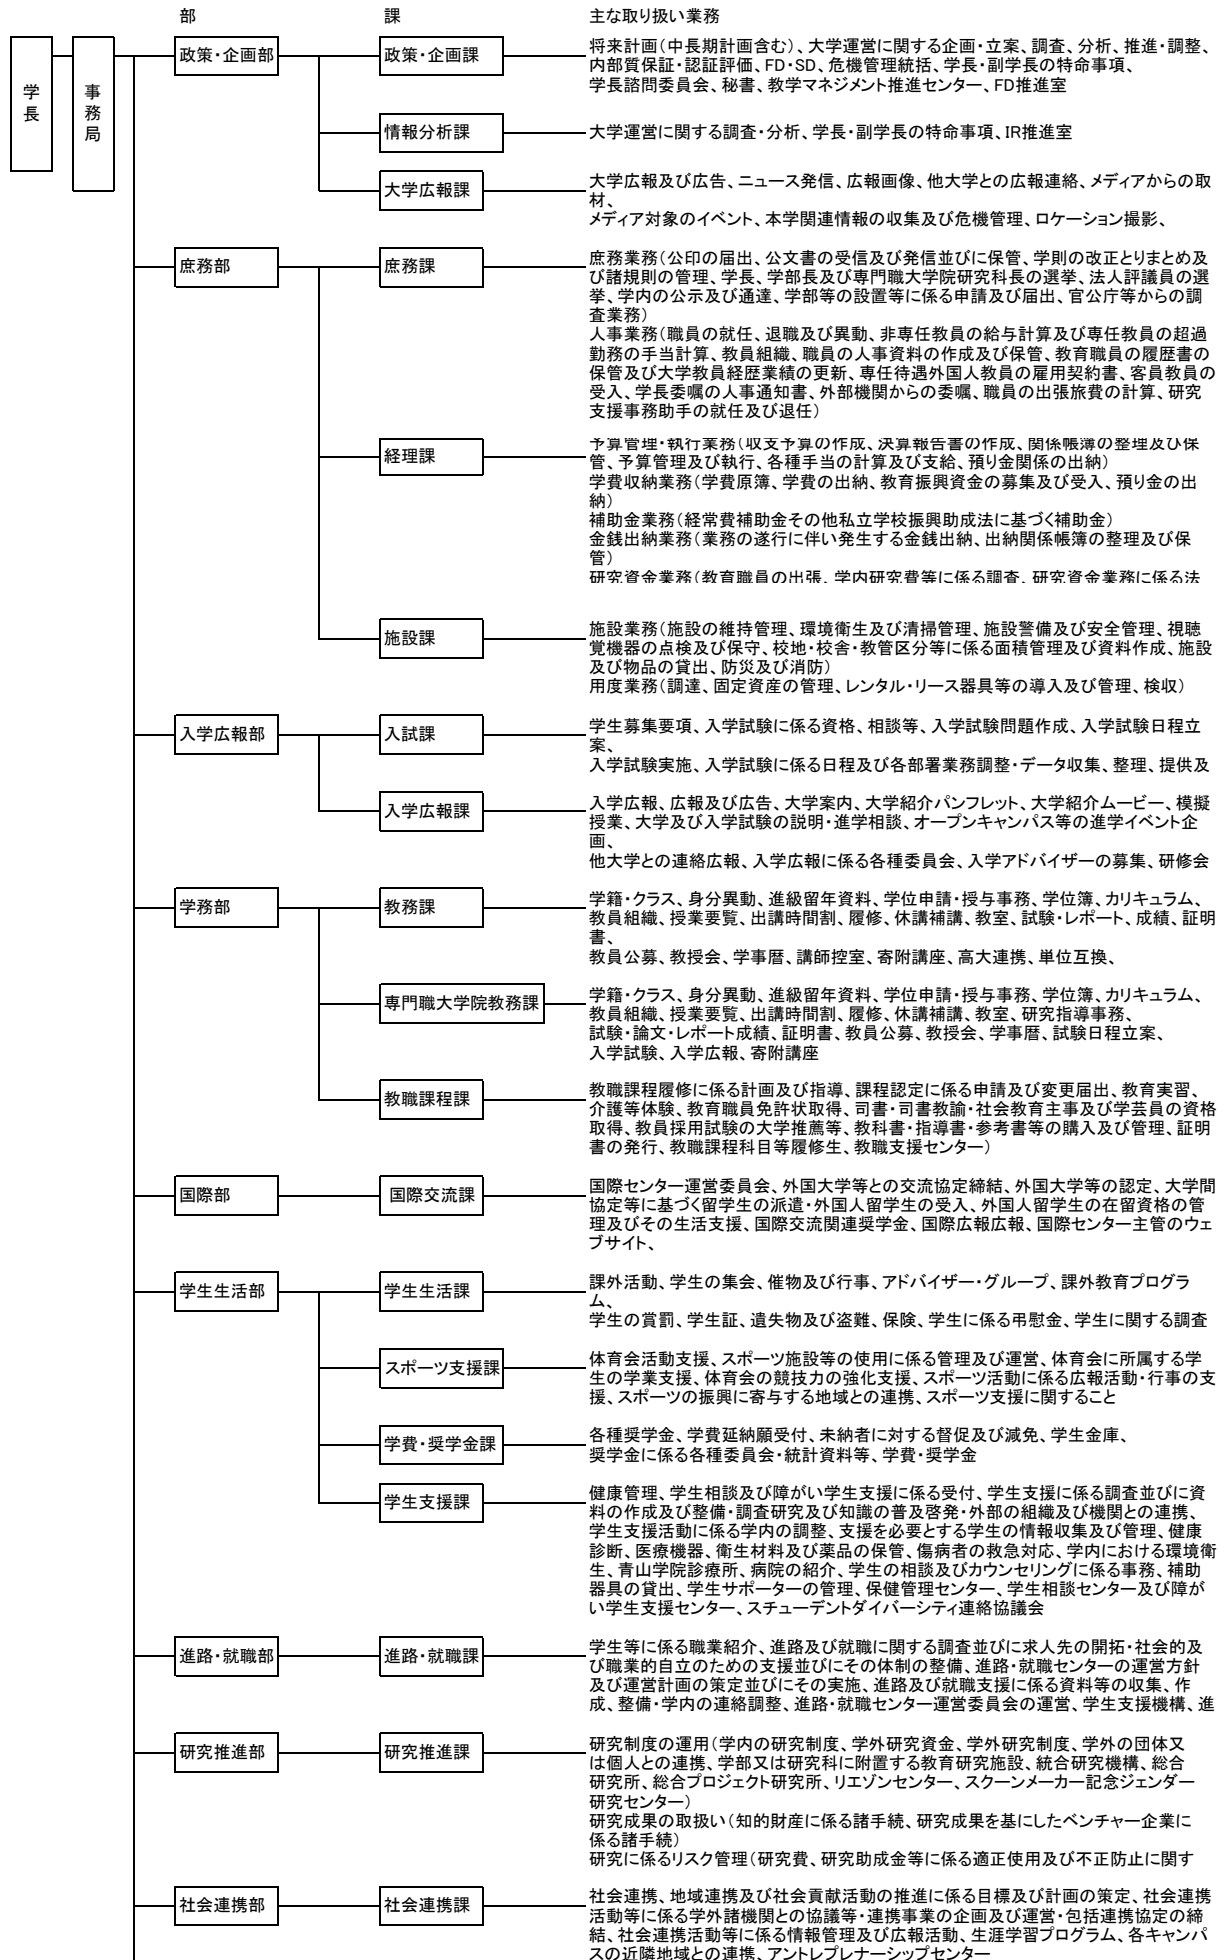 部 課 主な取り扱い業務
学長
事務局
政策・企画部
政策・企画課
将来計画（中長期計画含む）、大学運営に関する企画・立案、調査、分析、推進・調整、
内部質保証・認証評価、FD・SD、危機管理統括、学長・副学長の特命事項、
学長諮問委員会、秘書、教学マネジメント推進センター、FD推進室
情報分析課
大学運営に関する調査・分析、学長・副学長の特命事項、IR推進室
大学広報課
大学広報及び広告、ニュース発信、広報画像、他大学との広報連絡、メディアからの取
材、
メディア対象のイベント、本学関連情報の収集及び危機管理、ロケーション撮影、
庶務部
庶務課
庶務業務（公印の届出、公文書の受信及び発信並びに保管、学則の改正とりまとめ及
び諸規則の管理、学長、学部長及び専門職大学院研究科長の選挙、法人評議員の選
挙、学内の公示及び通達、学部等の設置等に係る申請及び届出、官公庁等からの調
査業務）
人事業務（職員の就任、退職及び異動、非専任教員の給与計算及び専任教員の超過
勤務の手当計算、教員組織、職員の人事資料の作成及び保管、教育職員の履歴書の
保管及び大学教員経歴業績の更新、専任待遇外国人教員の雇用契約書、客員教員の
受入、学長委嘱の人事通知書、外部機関からの委嘱、職員の出張旅費の計算、研究
支援事務助手の就任及び退任）
経理課
予算管理・執行業務（収支予算の作成、決算報告書の作成、関係帳簿の整理及び保
管、予算管理及び執行、各種手当の計算及び支給、預り金関係の出納）
学費収納業務（学費原簿、学費の出納、教育振興資金の募集及び受入、預り金の出
納）
補助金業務（経常費補助金その他私立学校振興助成法に基づく補助金）
金銭出納業務（業務の遂行に伴い発生する金銭出納、出納関係帳簿の整理及び保
管）
研究資金業務（教育職員の出張、学内研究費等に係る調査、研究資金業務に係る法
施設課
施設業務（施設の維持管理、環境衛生及び清掃管理、施設警備及び安全管理、視聴
覚機器の点検及び保守、校地・校舎・教管区分等に係る面積管理及び資料作成、施設
及び物品の貸出、防災及び消防）
用度業務（調達、固定資産の管理、レンタル・リース器具等の導入及び管理、検収）
入学広報部
入試課
学生募集要項、入学試験に係る資格、相談等、入学試験問題作成、入学試験日程立
案、
入学試験実施、入学試験に係る日程及び各部署業務調整・データ収集、整理、提供及
入学広報課
入学広報、広報及び広告、大学案内、大学紹介パンフレット、大学紹介ムービー、模擬
授業、大学及び入学試験の説明・進学相談、オープンキャンパス等の進学イベント企
画、
他大学との連絡広報、入学広報に係る各種委員会、入学アドバイザーの募集、研修会
学務部
教務課
学籍・クラス、身分異動、進級留年資料、学位申請・授与事務、学位簿、カリキュラム、
教員組織、授業要覧、出講時間割、履修、休講補講、教室、試験・レポート、成績、証明
書、
教員公募、教授会、学事暦、講師控室、寄附講座、高大連携、単位互換、
専門職大学院教務課
学籍・クラス、身分異動、進級留年資料、学位申請・授与事務、学位簿、カリキュラム、
教員組織、授業要覧、出講時間割、履修、休講補講、教室、研究指導事務、
試験・論文・レポート成績、証明書、教員公募、教授会、学事暦、試験日程立案、
入学試験、入学広報、寄附講座
教職課程課
教職課程履修に係る計画及び指導、課程認定に係る申請及び変更届出、教育実習、
介護等体験、教育職員免許状取得、司書・司書教諭・社会教育主事及び学芸員の資格
取得、教員採用試験の大学推薦等、教科書・指導書・参考書等の購入及び管理、証明
書の発行、教職課程科目等履修生、教職支援センター）
国際部
国際交流課
国際センター運営委員会、外国大学等との交流協定締結、外国大学等の認定、大学間
協定等に基づく留学生の派遣・外国人留学生の受入、外国人留学生の在留資格の管
理及びその生活支援、国際交流関連奨学金、国際広報広報、国際センター主管のウェ
ブサイト、
学生生活部
学生生活課
課外活動、学生の集会、催物及び行事、アドバイザー・グループ、課外教育プログラ
ム、
学生の賞罰、学生証、遺失物及び盗難、保険、学生に係る弔慰金、学生に関する調査
スポーツ支援課
体育会活動支援、スポーツ施設等の使用に係る管理及び運営、体育会に所属する学
生の学業支援、体育会の競技力の強化支援、スポーツ活動に係る広報活動・行事の支
援、スポーツの振興に寄与する地域との連携、スポーツ支援に関すること
学費・奨学金課
各種奨学金、学費延納願受付、未納者に対する督促及び減免、学生金庫、
奨学金に係る各種委員会・統計資料等、学費・奨学金
学生支援課
健康管理、学生相談及び障がい学生支援に係る受付、学生支援に係る調査並びに資
料の作成及び整備・調査研究及び知識の普及啓発・外部の組織及び機関との連携、
学生支援活動に係る学内の調整、支援を必要とする学生の情報収集及び管理、健康
診断、医療機器、衛生材料及び薬品の保管、傷病者の救急対応、学内における環境衛
生、青山学院診療所、病院の紹介、学生の相談及びカウンセリングに係る事務、補助
器具の貸出、学生サポーターの管理、保健管理センター、学生相談センター及び障が
い学生支援センター、スチューデントダイバーシティ連絡協議会
進路・就職部
進路・就職課
学生等に係る職業紹介、進路及び就職に関する調査並びに求人先の開拓・社会的及
び職業的自立のための支援並びにその体制の整備、進路・就職センターの運営方針
及び運営計画の策定並びにその実施、進路及び就職支援に係る資料等の収集、作
成、整備・学内の連絡調整、進路・就職センター運営委員会の運営、学生支援機構、進
研究推進部
研究推進課
研究制度の運用（学内の研究制度、学外研究資金、学外研究制度、学外の団体又
は個人との連携、学部又は研究科に附置する教育研究施設、統合研究機構、総合
研究所、総合プロジェクト研究所、リエゾンセンター、スクーンメーカー記念ジェンダー
研究センター）
研究成果の取扱い（知的財産に係る諸手続、研究成果を基にしたベンチャー企業に
係る諸手続）
研究に係るリスク管理（研究費、研究助成金等に係る適正使用及び不正防止に関す
社会連携部
社会連携課
社会連携、地域連携及び社会貢献活動の推進に係る目標及び計画の策定、社会連携
活動等に係る学外諸機関との協議等・連携事業の企画及び運営・包括連携協定の締
結、社会連携活動等に係る情報管理及び広報活動、生涯学習プログラム、各キャンパ
スの近隣地域との連携、アントレプレナーシップセンター